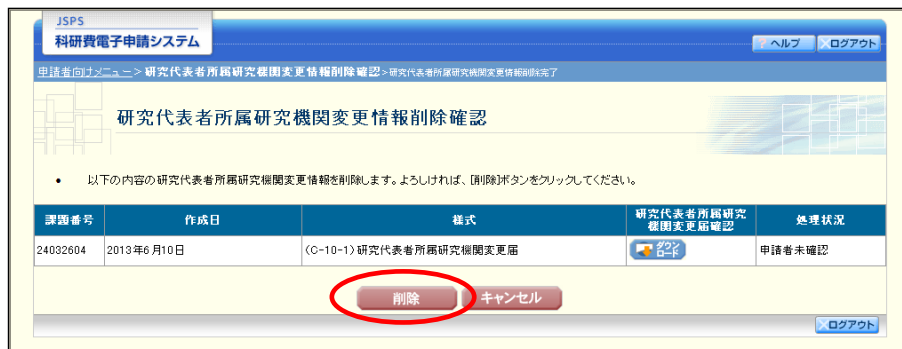 JSPS
科研費電子申請システム
? ヘルプ
ログアウト
申請者向けメニュー>研究代表者所属研究機関変更情報削除確認>研究代表者所属研究機関変更情報削除完了
研究代表者所属研究機関変更情報削除確認
• 以下の内容の研究代表者所属研究機関変更情報を削除します。よろしければ、[削除]ボタンをクリックしてください。
課題番号 作成日 様式 研究代表者所属研究機関変更届確認 処理状況
24032604 2013年6月10日 (C-10-1)研究代表者所属研究機関変更届 ダウンロード 申請者未確認
削除 キャンセル
ログアウト